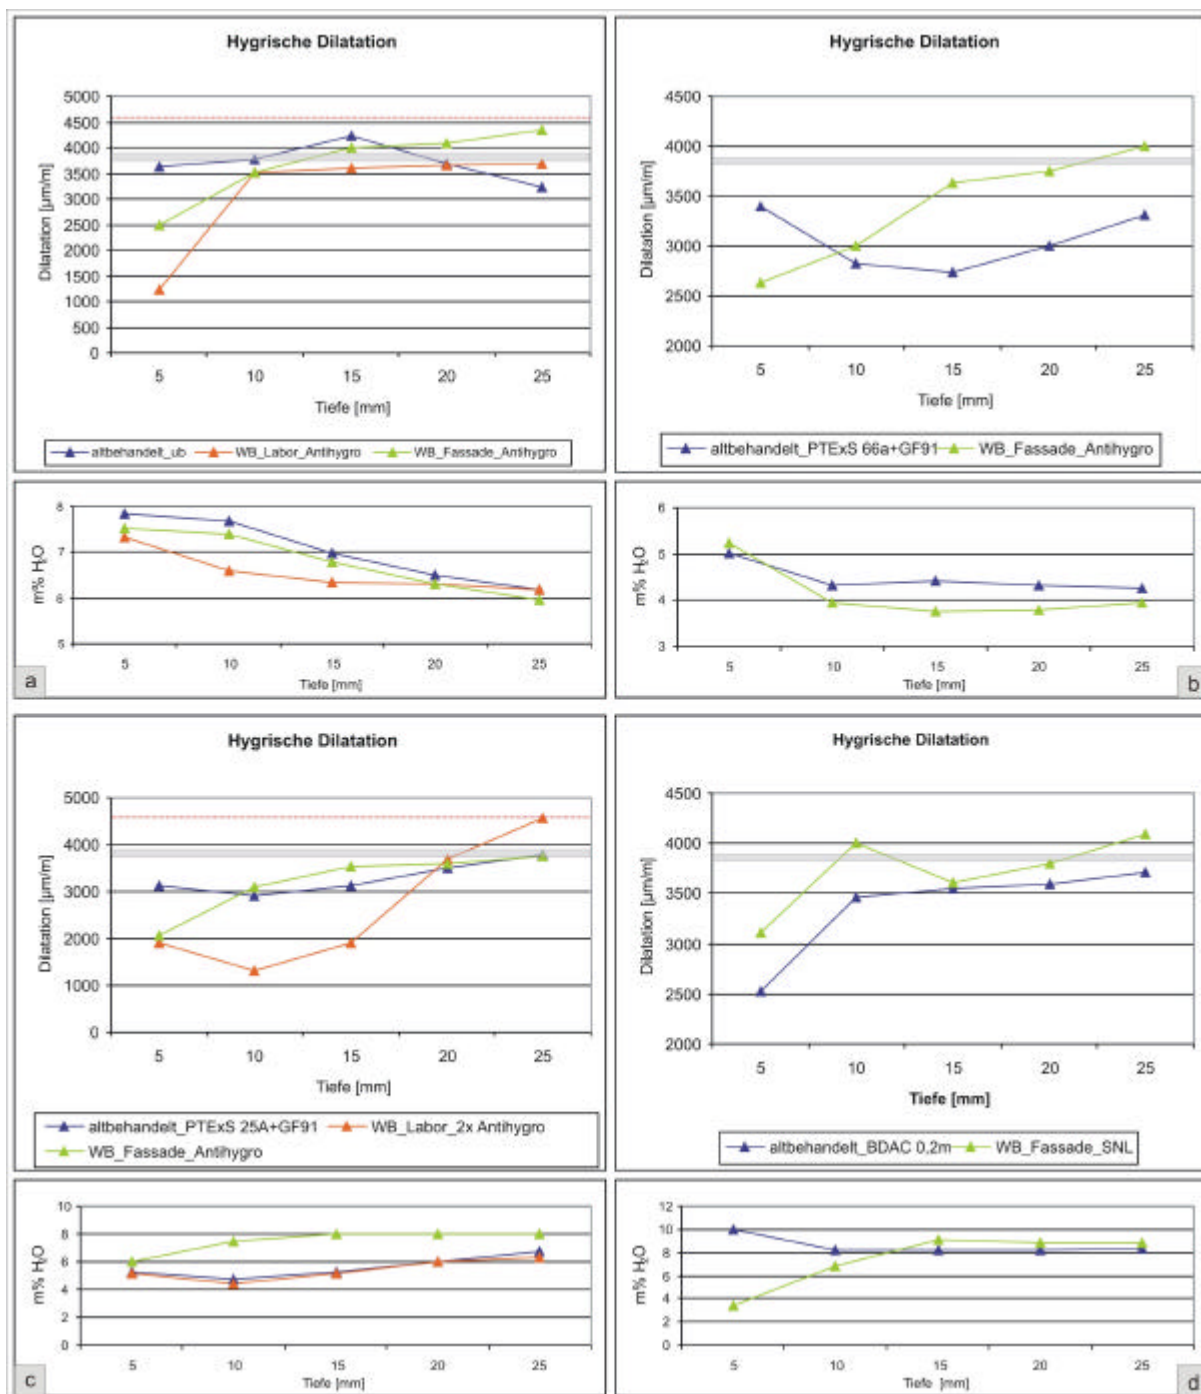 Hygrische Dilatation
Dilatation [µm/m]
5000
4500
4000
3500
3000
2500
2000
1500
1000
500
0
5 10 15 20 25
Tiefe [mm]
altbehandelt_ub WB_Labor_Antihygro WB_Fassade_Antihygro
m% H₂O
8
7
6
5
5 10 15 20 25
Tiefe [mm]
a
Hygrische Dilatation
Dilatation [µm/m]
4500
4000
3500
3000
2500
2000
5 10 15 20 25
Tiefe [mm]
altbehandelt_PTExS 66a+GF91 WB_Fassade_Antihygro
m% H₂O
6
5
4
3
5 10 15 20 25
Tiefe [mm]
b
Hygrische Dilatation
Dilatation [µm/m]
5000
4000
3000
2000
1000
0
5 10 15 20 25
Tiefe [mm]
altbehandelt_PTExS 25A+GF91 WB_Labor_2x Antihygro
WB_Fassade_Antihygro
m% H₂O
10
8
6
4
2
0
5 10 15 20 25
Tiefe [mm]
c
Hygrische Dilatation
Dilatation [µm/m]
4500
4000
3500
3000
2500
2000
5 10 15 20 25
Tiefe [mm]
altbehandelt_BDAC 0,2m WB_Fassade_SNL
m% H₂O
12
10
8
6
4
2
0
5 10 15 20 25
Tiefe [mm]
d